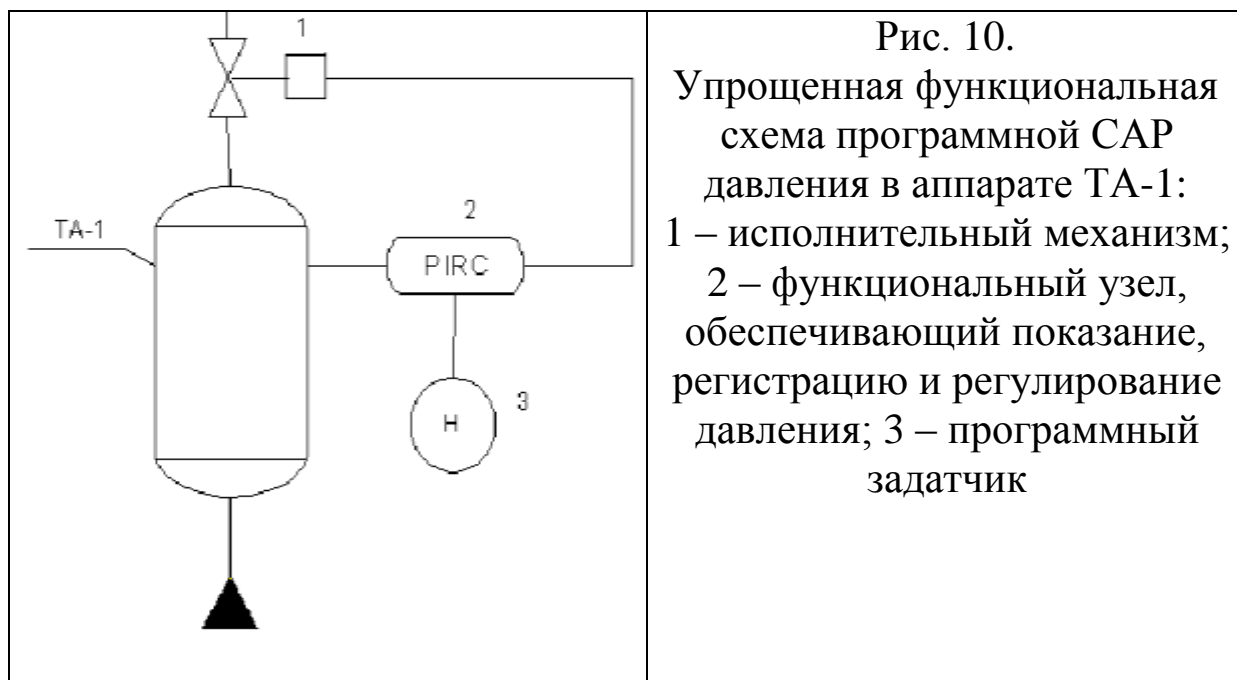 1
TA-1
2
PIRC
H
3
Рис. 10.
Упрощенная функциональная
схема программной САР
давления в аппарате ТА-1:
1 – исполнительный механизм;
2 – функциональный узел,
обеспечивающий показание,
регистрацию и регулирование
давления; 3 – программный
задатчик